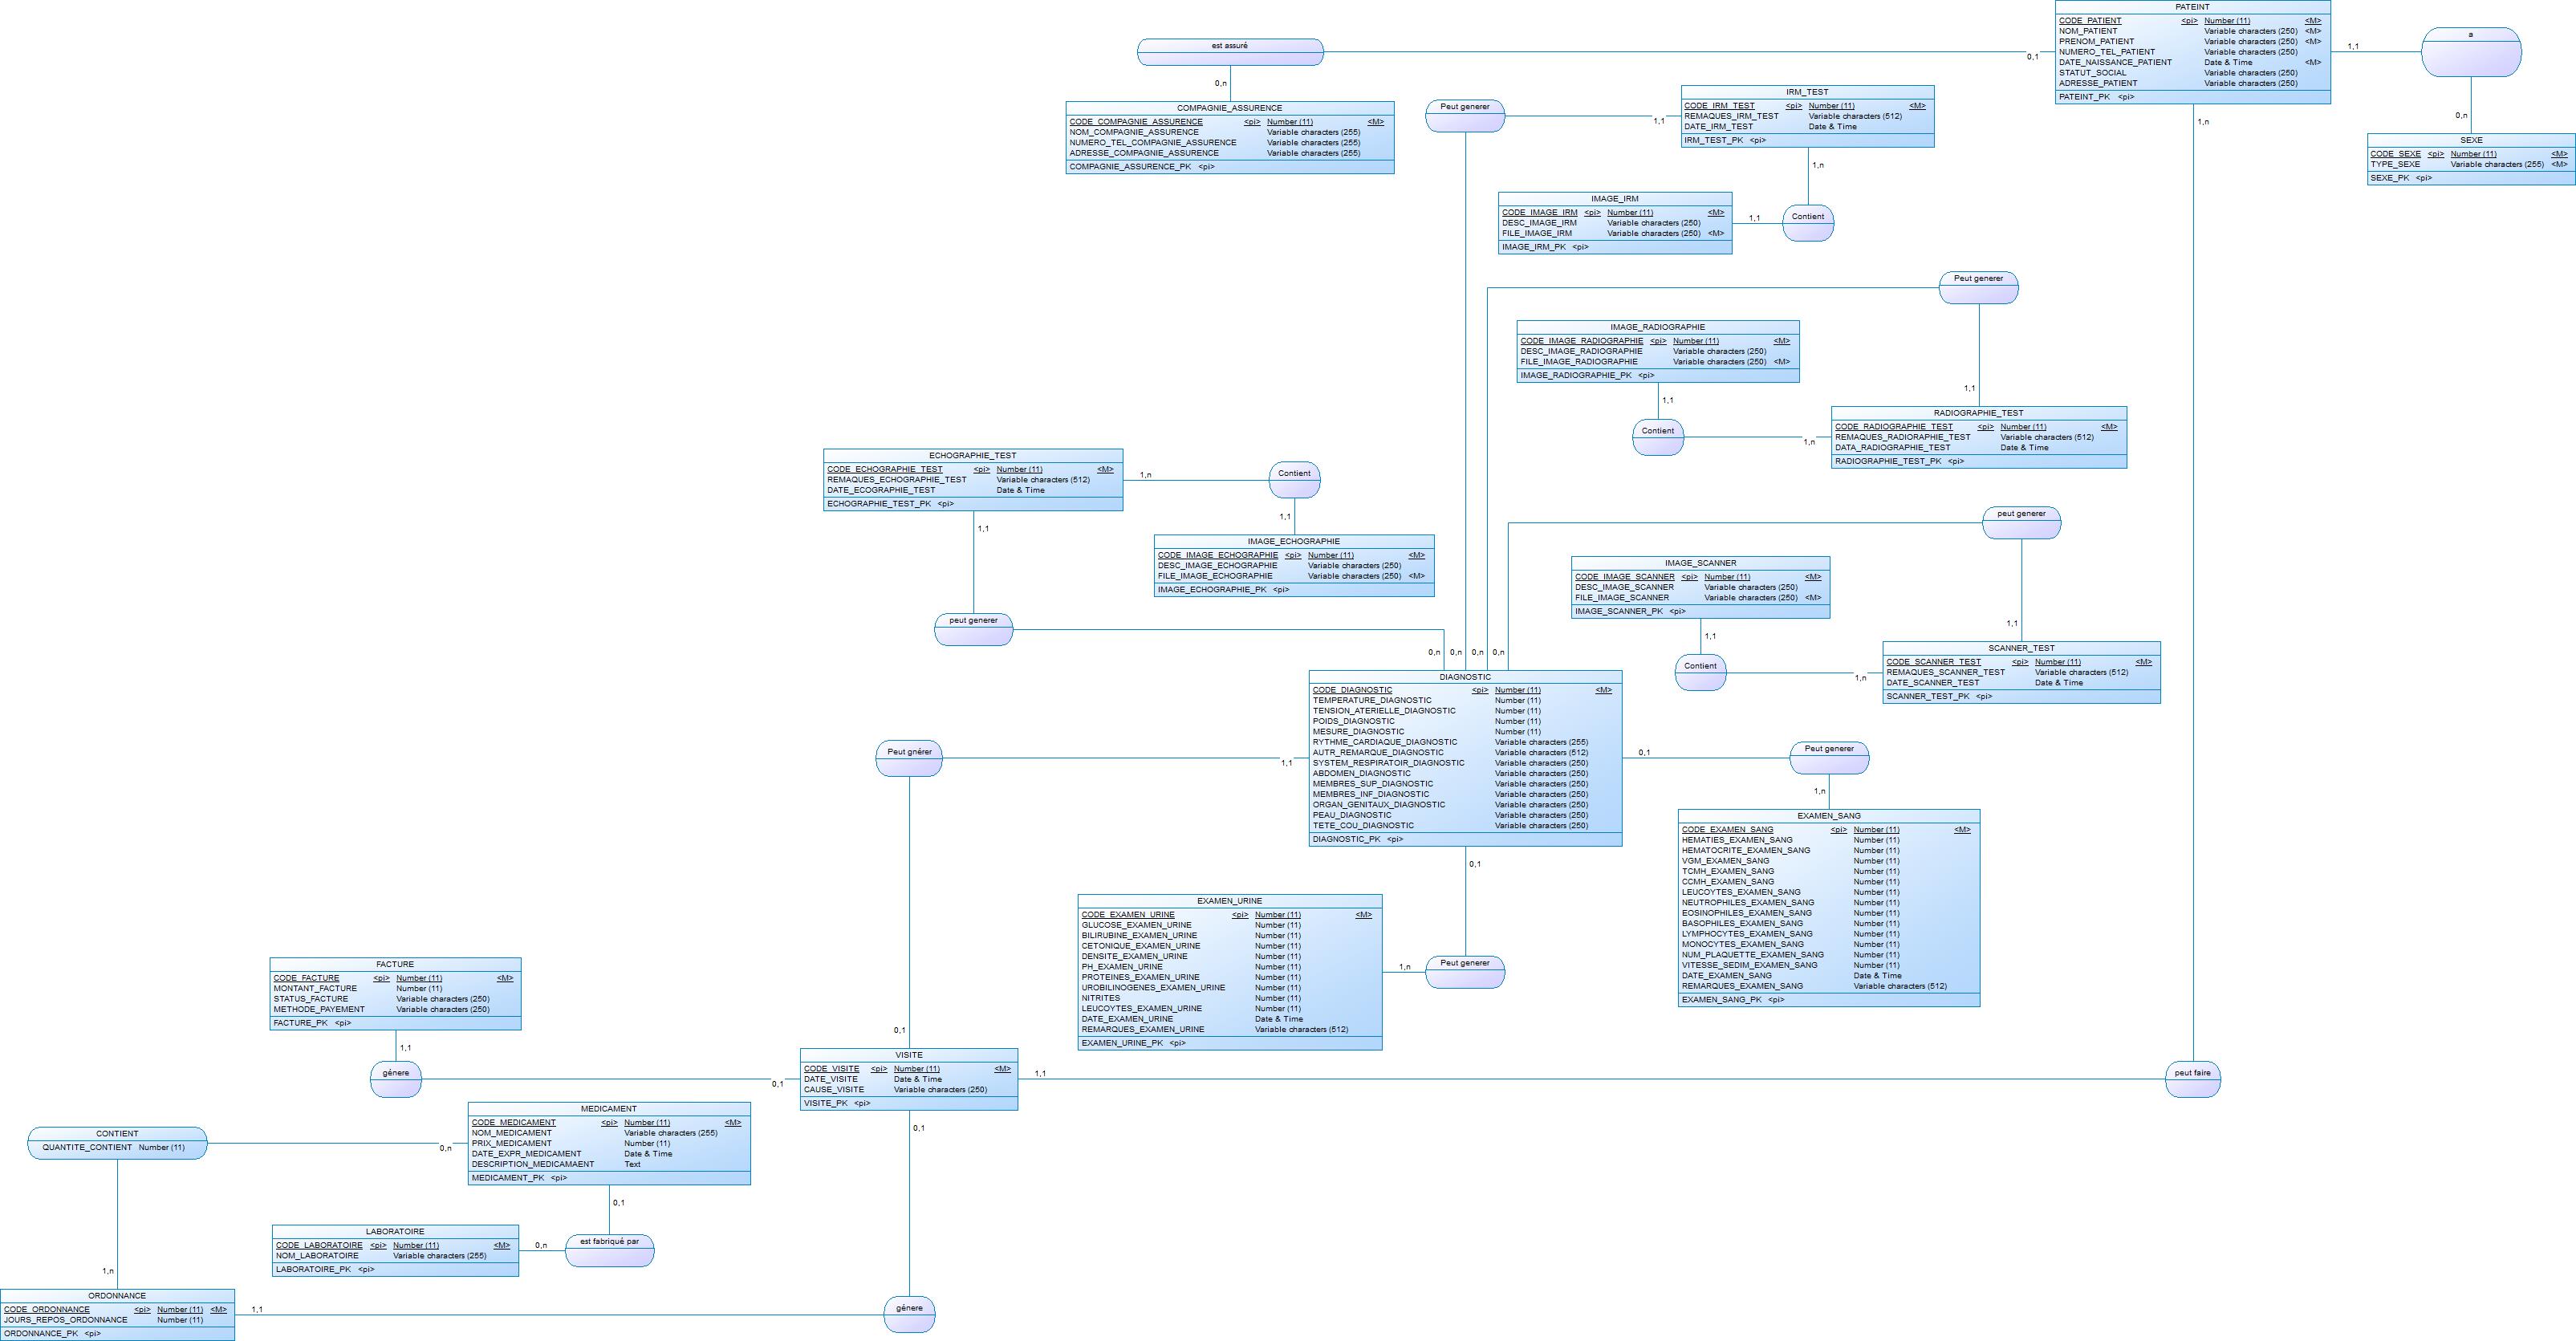 PATEINT
CODE_PATIENT <pi> Number (11) <M>
NOM_PATIENT Variable characters (250) <M>
PRENOM_PATIENT Variable characters (250) <M>
NUMERO_TEL_PATIENT Variable characters (250)
DATE_NAISSANCE_PATIENT Date & Time <M>
STATUT_SOCIAL Variable characters (250)
ADRESSE_PATIENT Variable characters (250)
PATEINT_PK <pi>
1,1
a
0,n
SEXE
CODE_SEXE <pi> Number (11) <M>
TYPE_SEXE Variable characters (255) <M>
SEXE_PK <pi>
est assuré
0,1
0,n
COMPAGNIE_ASSURENCE
CODE_COMPAGNIE_ASSURENCE <pi> Number (11) <M>
NOM_COMPAGNIE_ASSURENCE Variable characters (255)
NUMERO_TEL_COMPAGNIE_ASSURENCE Variable characters (255)
ADRESSE_COMPAGNIE_ASSURENCE Variable characters (255)
COMPAGNIE_ASSURENCE_PK <pi>
Peut generer
1,1
IRM_TEST
CODE_IRM_TEST <pi> Number (11) <M>
REMAQUES_IRM_TEST Variable characters (512)
DATE_IRM_TEST Date & Time
IRM_TEST_PK <pi>
1,n
1,n
IMAGE_IRM
CODE_IMAGE_IRM <pi> Number (11) <M>
DESC_IMAGE_IRM Variable characters (250)
FILE_IMAGE_IRM Variable characters (250) <M>
IMAGE_IRM_PK <pi>
1,1
Contient
Peut generer
1,1
IMAGE_RADIOGRAPHIE
CODE_IMAGE_RADIOGRAPHIE <pi> Number (11) <M>
DESC_IMAGE_RADIOGRAPHIE Variable characters (250)
FILE_IMAGE_RADIOGRAPHIE Variable characters (250) <M>
IMAGE_RADIOGRAPHIE_PK <pi>
1,1
Contient
1,n
RADIOGRAPHIE_TEST
CODE_RADIOGRAPHIE_TEST <pi> Number (11) <M>
REMAQUES_RADIORAPHIE_TEST Variable characters (512)
DATA_RADIOGRAPHIE_TEST Date & Time
RADIOGRAPHIE_TEST_PK <pi>
ECHOGRAPHIE_TEST
CODE_ECHOGRAPHIE_TEST <pi> Number (11) <M>
REMAQUES_ECHOGRAPHIE_TEST Variable characters (512)
DATE_ECOGRAPHIE_TEST Date & Time
ECHOGRAPHIE_TEST_PK <pi>
1,n
Contient
1,1
1,1
IMAGE_ECHOGRAPHIE
CODE_IMAGE_ECHOGRAPHIE <pi> Number (11) <M>
DESC_IMAGE_ECHOGRAPHIE Variable characters (250)
FILE_IMAGE_ECHOGRAPHIE Variable characters (250) <M>
IMAGE_ECHOGRAPHIE_PK <pi>
peut generer
peut generer
1,1
IMAGE_SCANNER
CODE_IMAGE_SCANNER <pi> Number (11) <M>
DESC_IMAGE_SCANNER Variable characters (250)
FILE_IMAGE_SCANNER Variable characters (250) <M>
IMAGE_SCANNER_PK <pi>
1,1
Contient
1,n
SCANNER_TEST
CODE_SCANNER_TEST <pi> Number (11) <M>
REMAQUES_SCANNER_TEST Variable characters (512)
DATE_SCANNER_TEST Date & Time
SCANNER_TEST_PK <pi>
0,n 0,n 0,n 0,n
DIAGNOSTIC
CODE_DIAGNOSTIC <pi> Number (11) <M>
TEMPERATURE_DIAGNOSTIC Number (11)
TENSION_ATERIELLE_DIAGNOSTIC Number (11)
POIDS_DIAGNOSTIC Number (11)
MESURE_DIAGNOSTIC Number (11)
RYTHME_CARDIAQUE_DIAGNOSTIC Variable characters (255)
AUTR_REMARQUE_DIAGNOSTIC Variable characters (512)
SYSTEM_RESPIRATOIR_DIAGNOSTIC Variable characters (250)
ABDOMEN_DIAGNOSTIC Variable characters (250)
MEMBRES_SUP_DIAGNOSTIC Variable characters (250)
MEMBRES_INF_DIAGNOSTIC Variable characters (250)
ORGAN_GENITAUX_DIAGNOSTIC Variable characters (250)
PEAU_DIAGNOSTIC Variable characters (250)
TETE_COU_DIAGNOSTIC Variable characters (250)
DIAGNOSTIC_PK <pi>
Peut gnérer
1,1
0,1
0,1
Peut generer
1,n
EXAMEN_SANG
CODE_EXAMEN_SANG <pi> Number (11) <M>
HEMATIES_EXAMEN_SANG Number (11)
HEMATOCRITE_EXAMEN_SANG Number (11)
VGM_EXAMEN_SANG Number (11)
TCMH_EXAMEN_SANG Number (11)
CCMH_EXAMEN_SANG Number (11)
LEUCOYTES_EXAMEN_SANG Number (11)
NEUTROPHILES_EXAMEN_SANG Number (11)
EOSINOPHILES_EXAMEN_SANG Number (11)
BASOPHILES_EXAMEN_SANG Number (11)
LYMPHOCYTES_EXAMEN_SANG Number (11)
MONOCYTES_EXAMEN_SANG Number (11)
NUM_PLAQUETTE_EXAMEN_SANG Number (11)
VITESSE_SEDIM_EXAMEN_SANG Number (11)
DATE_EXAMEN_SANG Date & Time
REMARQUES_EXAMEN_SANG Variable characters (512)
EXAMEN_SANG_PK <pi>
0,1
EXAMEN_URINE
CODE_EXAMEN_URINE <pi> Number (11) <M>
GLUCOSE_EXAMEN_URINE Number (11)
BILIRUBINE_EXAMEN_URINE Number (11)
CETONIQUE_EXAMEN_URINE Number (11)
DENSITE_EXAMEN_URINE Number (11)
PH_EXAMEN_URINE Number (11)
PROTEINES_EXAMEN_URINE Number (11)
UROBILINOGENES_EXAMEN_URINE Number (11)
NITRITES Number (11)
LEUCOYTES_EXAMEN_URINE Number (11)
DATE_EXAMEN_URINE Date & Time
REMARQUES_EXAMEN_URINE Variable characters (512)
EXAMEN_URINE_PK <pi>
1,n
Peut generer
FACTURE
CODE_FACTURE <pi> Number (11) <M>
MONTANT_FACTURE Number (11)
STATUS_FACTURE Variable characters (250)
METHODE_PAYEMENT Variable characters (250)
FACTURE_PK <pi>
1,1
génere
0,1
VISITE
CODE_VISITE <pi> Number (11) <M>
DATE_VISITE Date & Time
CAUSE_VISITE Variable characters (250)
VISITE_PK <pi>
1,1
peut faire
0,1
MEDICAMENT
CODE_MEDICAMENT <pi> Number (11) <M>
NOM_MEDICAMENT Variable characters (255)
PRIX_MEDICAMENT Number (11)
DATE_EXPR_MEDICAMENT Date & Time
DESCRIPTION_MEDICAMAENT Text
MEDICAMENT_PK <pi>
CONTIENT
QUANTITE_CONTIENT Number (11)
0,n
0,1
LABORATOIRE
CODE_LABORATOIRE <pi> Number (11) <M>
NOM_LABORATOIRE Variable characters (255)
LABORATOIRE_PK <pi>
0,n
est fabriqué par
1,n
ORDONNANCE
CODE_ORDONNANCE <pi> Number (11) <M>
JOURS_REPOS_ORDONNANCE Number (11)
ORDONNANCE_PK <pi>
1,1
génere